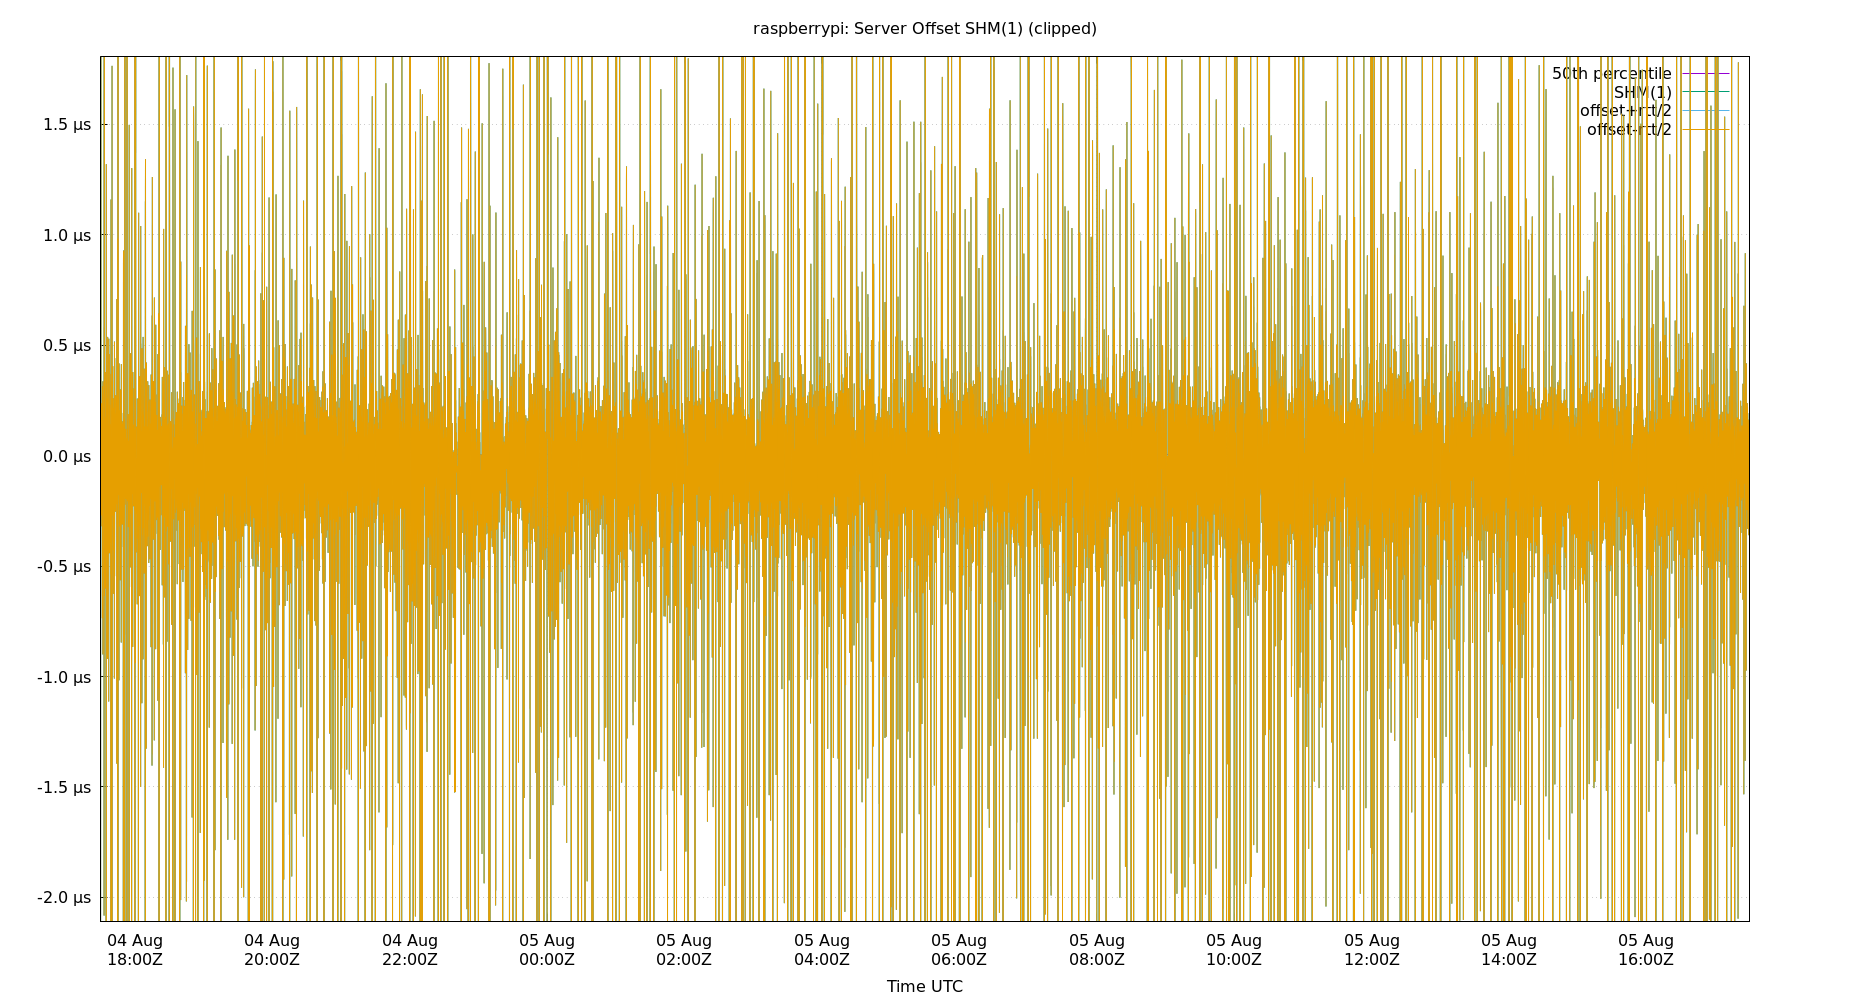 raspberrypi: Server Offset SHM(1) (clipped)
50th percentile
SHM(1)
offset+rtt/2
offset-rtt/2
1.5 µs
1.0 µs
0.5 µs
0.0 µs
-0.5 µs
-1.0 µs
-1.5 µs
-2.0 µs
04 Aug 04 Aug 04 Aug 05 Aug 05 Aug 05 Aug 05 Aug 05 Aug 05 Aug 05 Aug 05 Aug 05 Aug
18:00Z 20:00Z 22:00Z 00:00Z 02:00Z 04:00Z 06:00Z 08:00Z 10:00Z 12:00Z 14:00Z 16:00Z
Time UTC